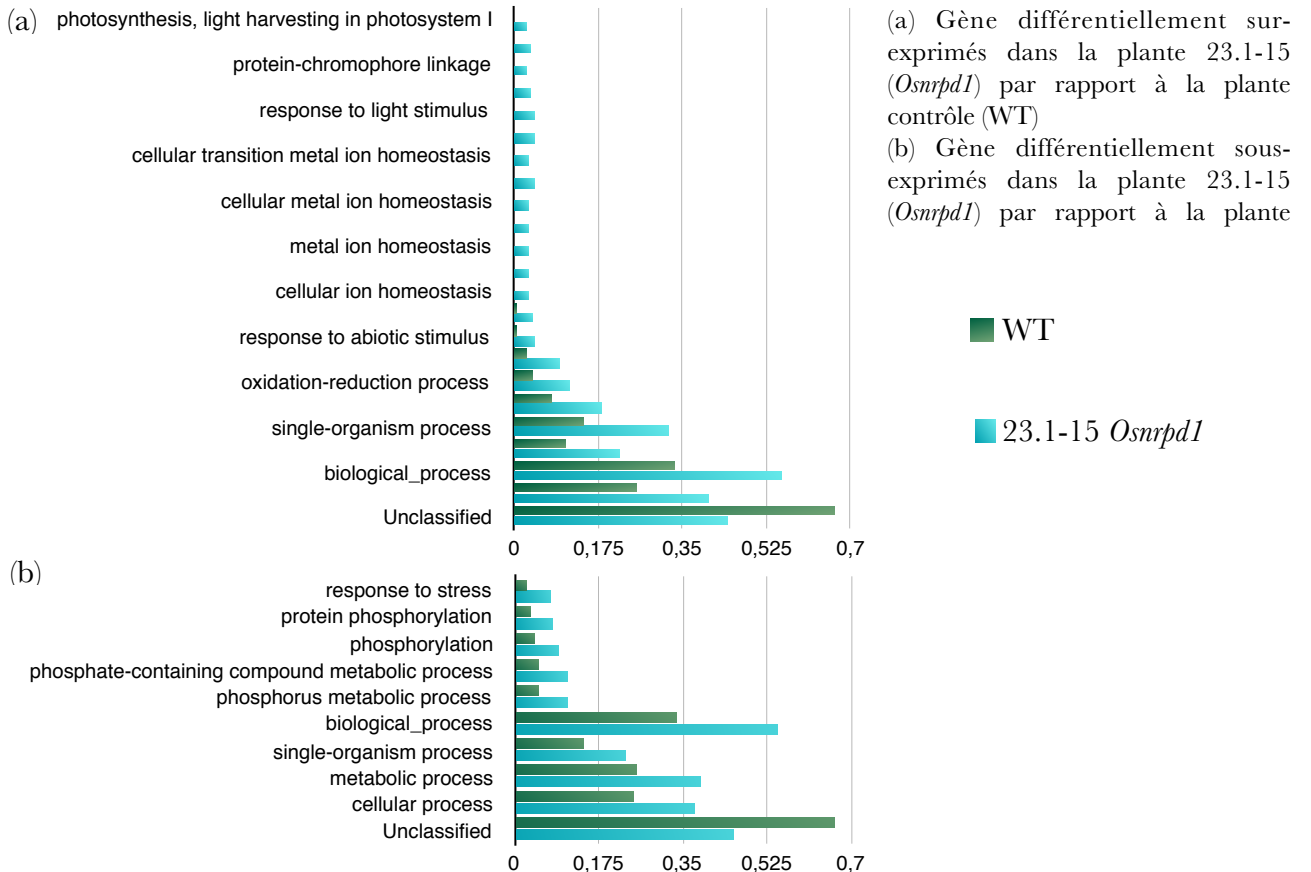 (a)
photosynthesis, light harvesting in photosystem I
protein-chromophore linkage
response to light stimulus
cellular transition metal ion homeostasis
cellular metal ion homeostasis
metal ion homeostasis
cellular ion homeostasis
response to abiotic stimulus
oxidation-reduction process
single-organism process
biological_process
Unclassified
0 0,175 0,35 0,525 0,7
(b)
response to stress
protein phosphorylation
phosphorylation
phosphate-containing compound metabolic process
phosphorus metabolic process
biological_process
single-organism process
metabolic process
cellular process
Unclassified
0 0,175 0,35 0,525 0,7
(a) Gène différentiellement sur-
exprimés dans la plante 23.1-15
(Osnrpd1) par rapport à la plante
contrôle (WT)
(b) Gène différentiellement sous-
exprimés dans la plante 23.1-15
(Osnrpd1) par rapport à la plante
WT
23.1-15 Osnrpd1